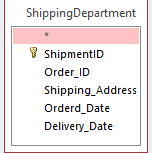 ShippingDepartment
*
ShipmentID
Order_ID
Shipping_Address
Orderd_Date
Delivery_Date